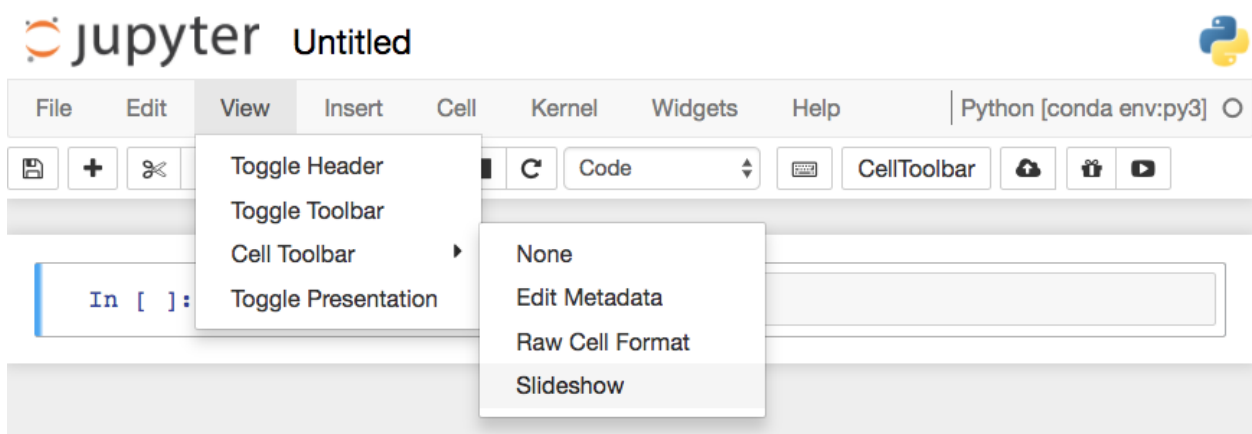 jupyter Untitled
File Edit View Insert Cell Kernel Widgets Help Python [conda env:py3]
Toggle Header Code CellToolbar
Toggle Toolbar
Cell Toolbar None
In [ ]: Toggle Presentation Edit Metadata
Raw Cell Format
Slideshow